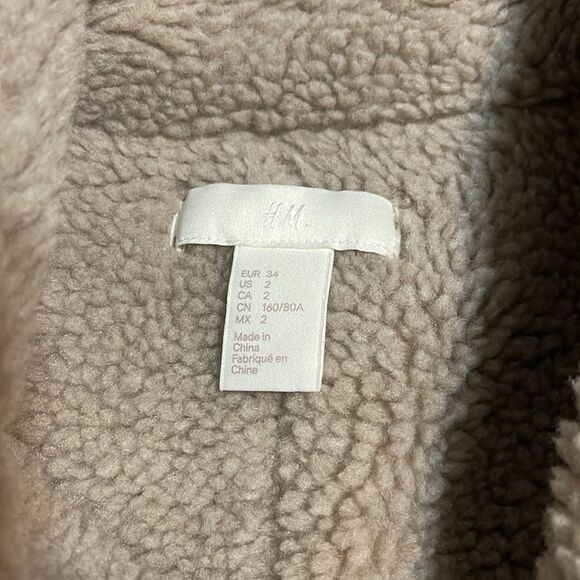 H&M
EUR 34
US 2
CA 2
CN 160/80A
MX 2
Made in
China
Fabriqué en
Chine